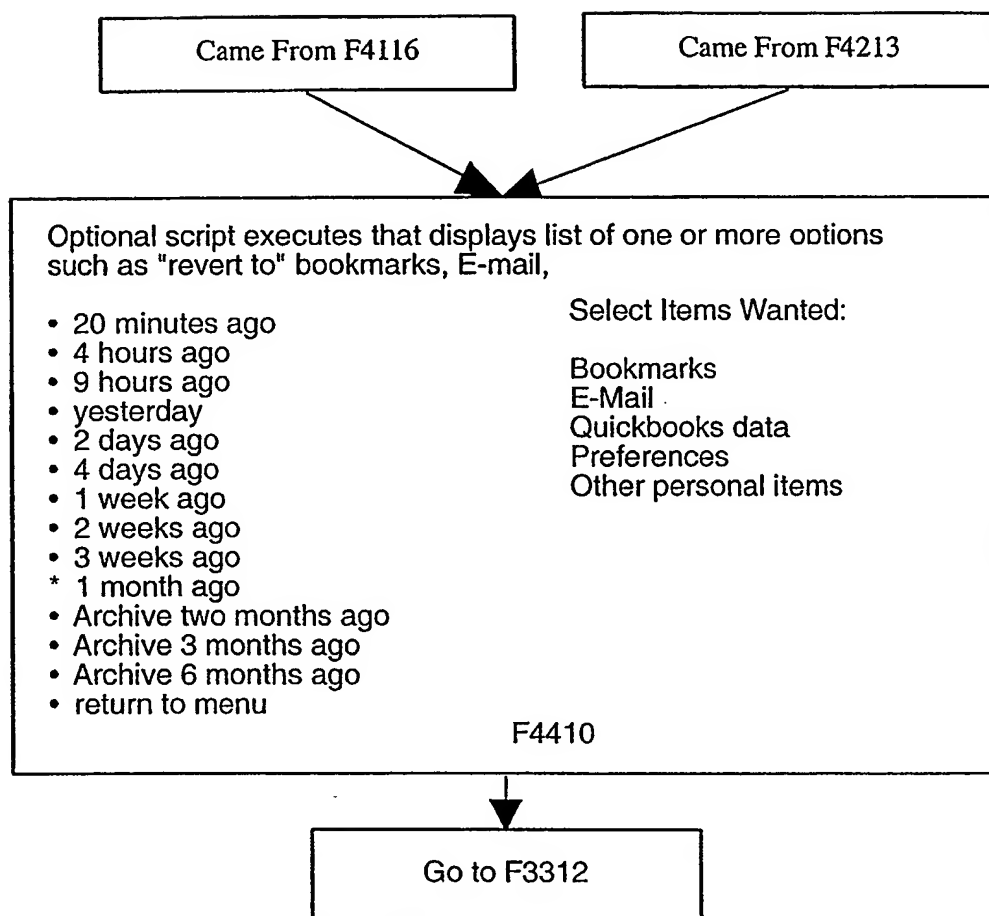 Came From F4116
Came From F4213
Optional script executes that displays list of one or more options
such as "revert to" bookmarks, E-mail,
• 20 minutes ago
• 4 hours ago
• 9 hours ago
• yesterday
• 2 days ago
• 4 days ago
• 1 week ago
• 2 weeks ago
• 3 weeks ago
* 1 month ago
• Archive two months ago
• Archive 3 months ago
• Archive 6 months ago
• return to menu
Select Items Wanted:
Bookmarks
E-Mail
Quickbooks data
Preferences
Other personal items
F4410
Go to F3312